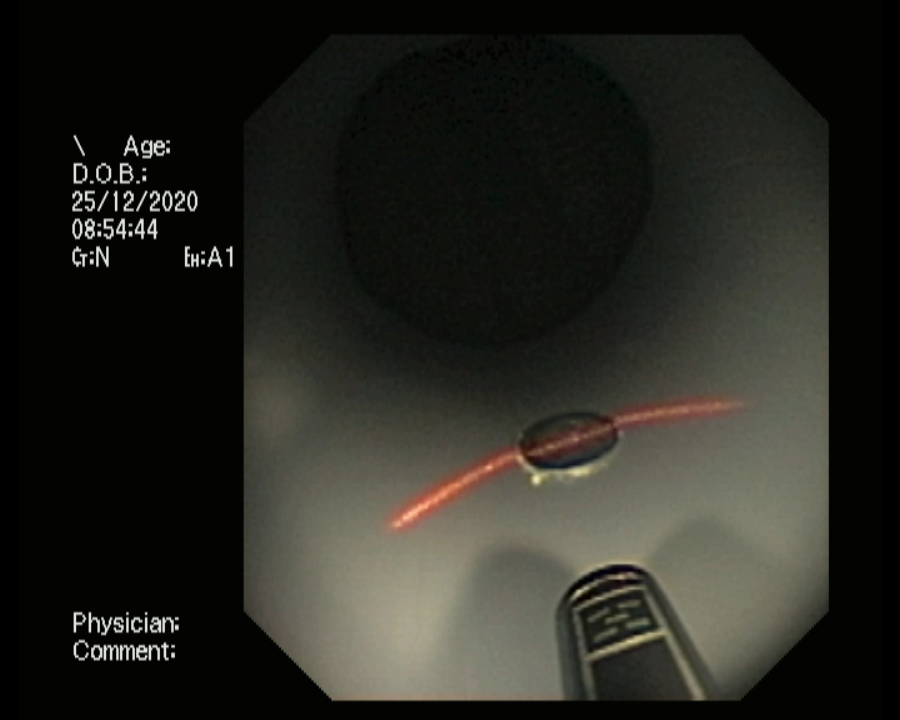 \ Age:
D.O.B.:
25/12/2020
08:54:44
Cr:N Eh:A1
Physician:
Comment: